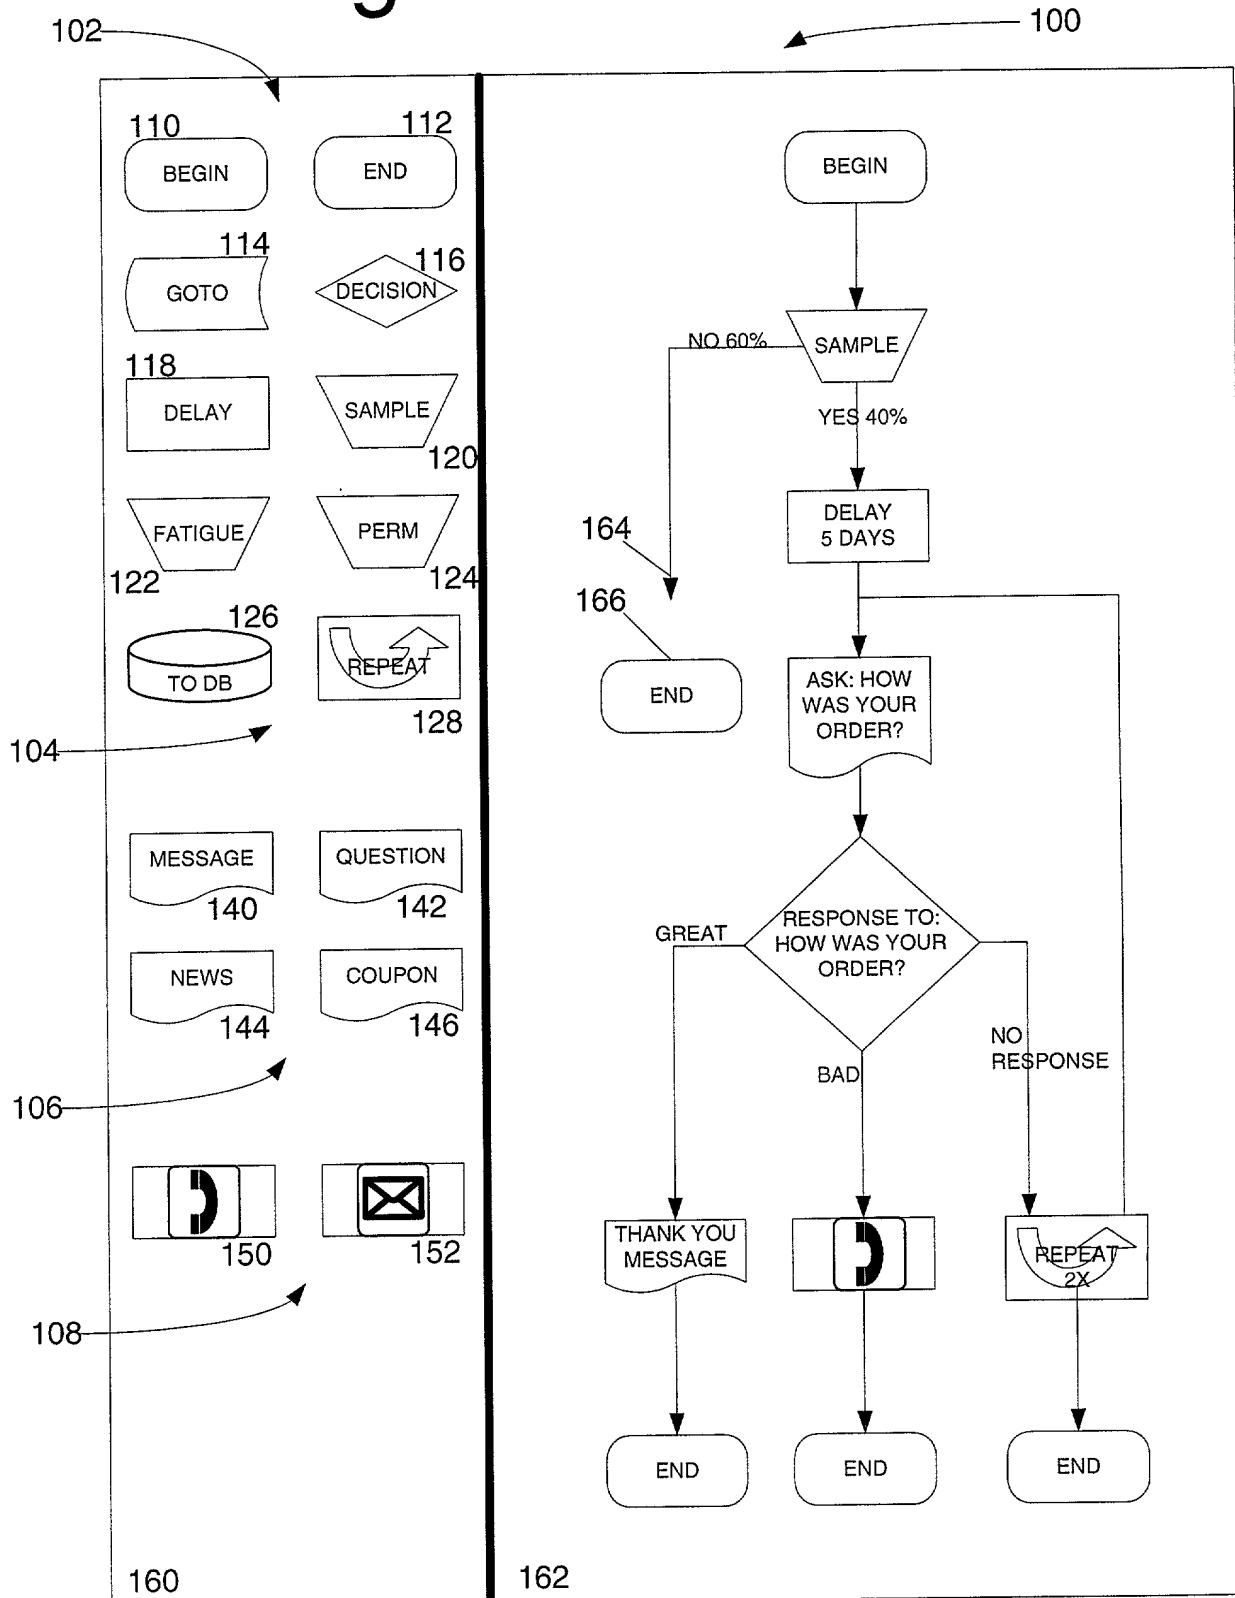 102
100
110
112
BEGIN
END
114
116
GOTO
DECISION
118
DELAY
SAMPLE
120
FATIGUE
PERM
122
124
126
TO DB
REPEAT
128
104
MESSAGE
QUESTION
140
142
NEWS
COUPON
144
146
106
150
152
108
160
BEGIN
SAMPLE
NO 60%
YES 40%
DELAY
5 DAYS
164
166
END
ASK: HOW
WAS YOUR
ORDER?
RESPONSE TO:
HOW WAS YOUR
ORDER?
GREAT
BAD
NO
RESPONSE
THANK YOU
MESSAGE
REPEAT
2X
END
END
END
162